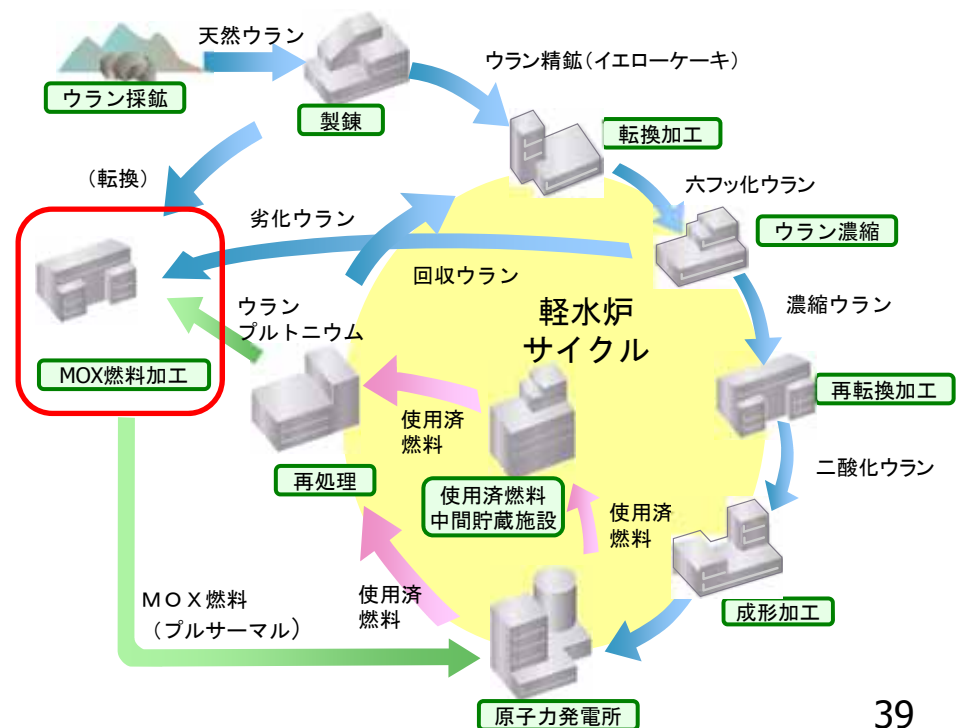 天然ウラン
ウラン採鉱
製錬
ウラン精鉱(イエローケーキ)
転換加工
(転換)
六フッ化ウラン
劣化ウラン
ウラン濃縮
回収ウラン
濃縮ウラン
ウラン
プルトニウム
軽水炉
サイクル
MOX燃料加工
再転換加工
使用済
燃料
二酸化ウラン
再処理
使用済燃料
中間貯蔵施設
使用済
燃料
成形加工
MOX燃料
(プルサーマル)
使用済
燃料
原子力発電所
39